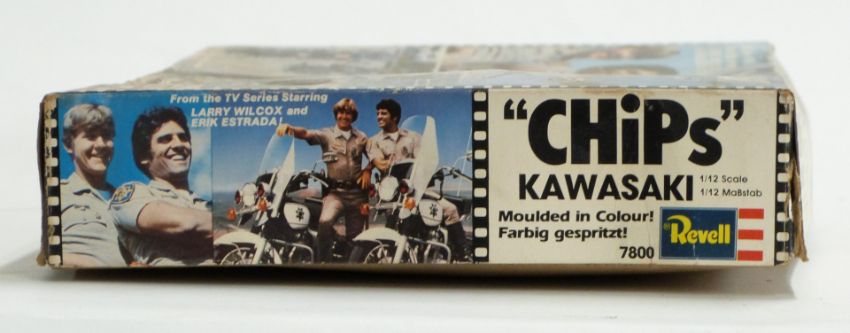 From the TV Series Starring
LARRY WILCOX and
ERIK ESTRADA!
"CHiPs"
KAWASAKI
1/12 Scale
1/12 Maßstab
Moulded in Colour!
Farbig gespritzt!
7800
®Revell